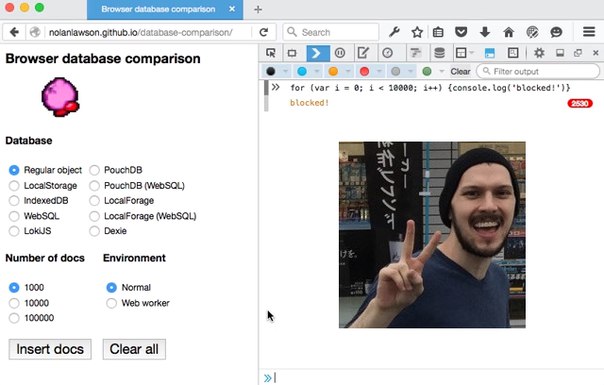 Browser database comparison
nolanlawson.github.io/database-comparison/
Search
Browser database comparison
Database
Regular object
PouchDB
LocalStorage
PouchDB (WebSQL)
IndexedDB
LocalForage
WebSQL
LocalForage (WebSQL)
LokiJS
Dexie
Number of docs
Environment
1000
Normal
10000
Web worker
100000
Insert docs
Clear all
Clear
Filter output
for (var i = 0; i < 10000; i++) {console.log('blocked!')}
blocked!
2530